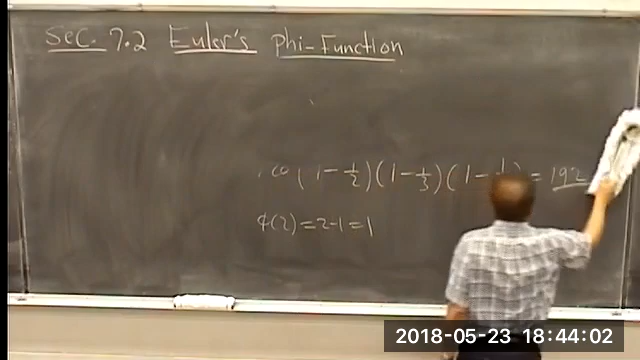 Sec. 7.2 Euler's Phi-Function
(1-1/2)(1-1/3)(1- = 192
φ(2)=2-1=1
2018-05-23 18:44:02